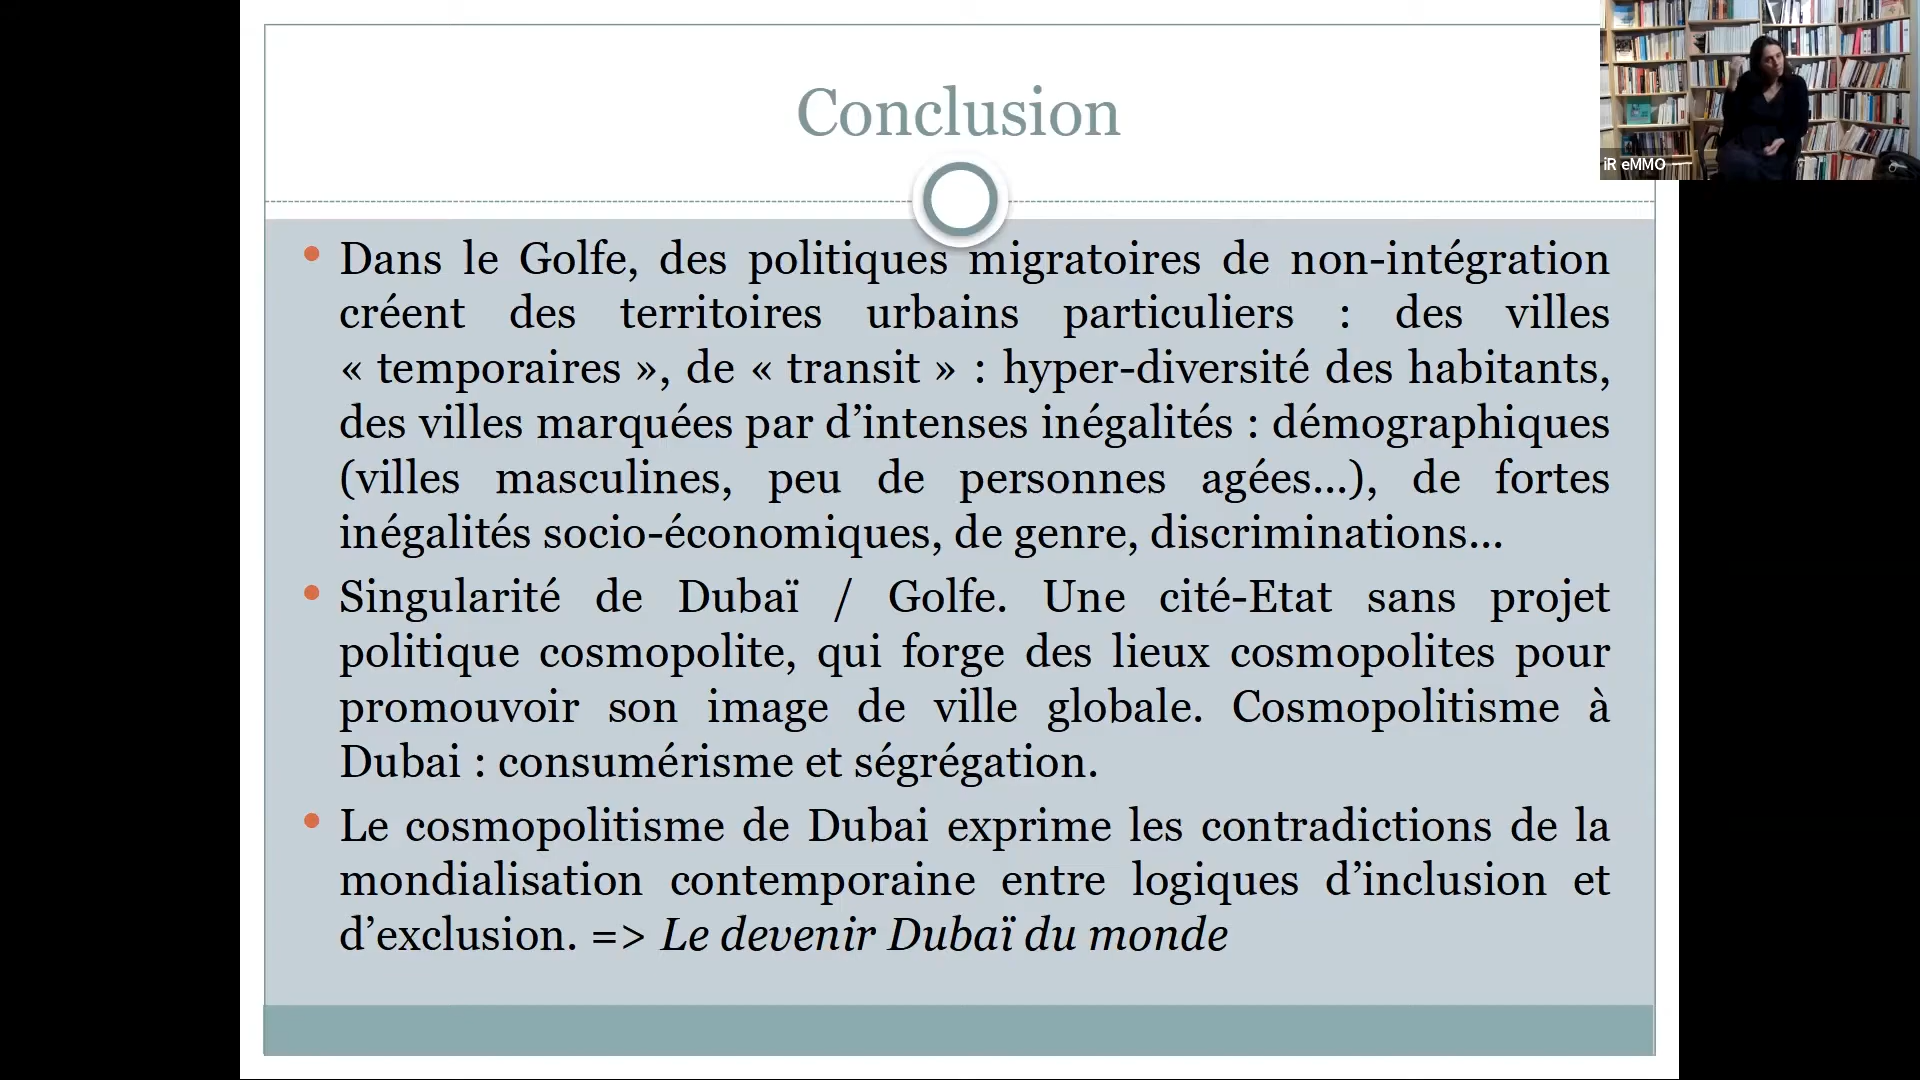 Conclusion
iR eMMO
Dans le Golfe, des politiques migratoires de non-intégration
créent des territoires urbains particuliers : des villes
« temporaires », de « transit » : hyper-diversité des habitants,
des villes marquées par d’intenses inégalités : démographiques
(villes masculines, peu de personnes agées…), de fortes
inégalités socio-économiques, de genre, discriminations…
Singularité de Dubaï / Golfe. Une cité-Etat sans projet
politique cosmopolite, qui forge des lieux cosmopolites pour
promouvoir son image de ville globale. Cosmopolitisme à
Dubai : consumérisme et ségrégation.
Le cosmopolitisme de Dubai exprime les contradictions de la
mondialisation contemporaine entre logiques d’inclusion et
d’exclusion. => Le devenir Dubaï du monde